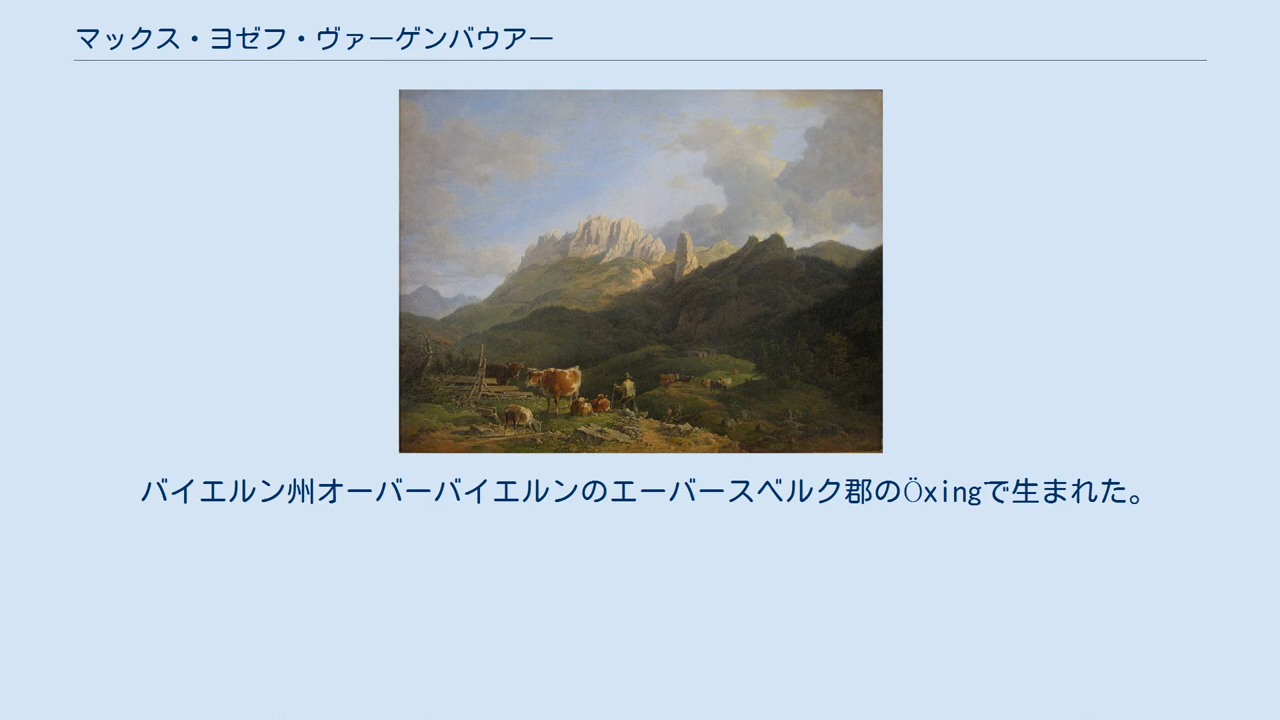 マックス・ヨゼフ・ヴァーゲンバウアー
バイエルン州オーバーバイエルンのエーバースベルク郡のÖxingで生まれた。